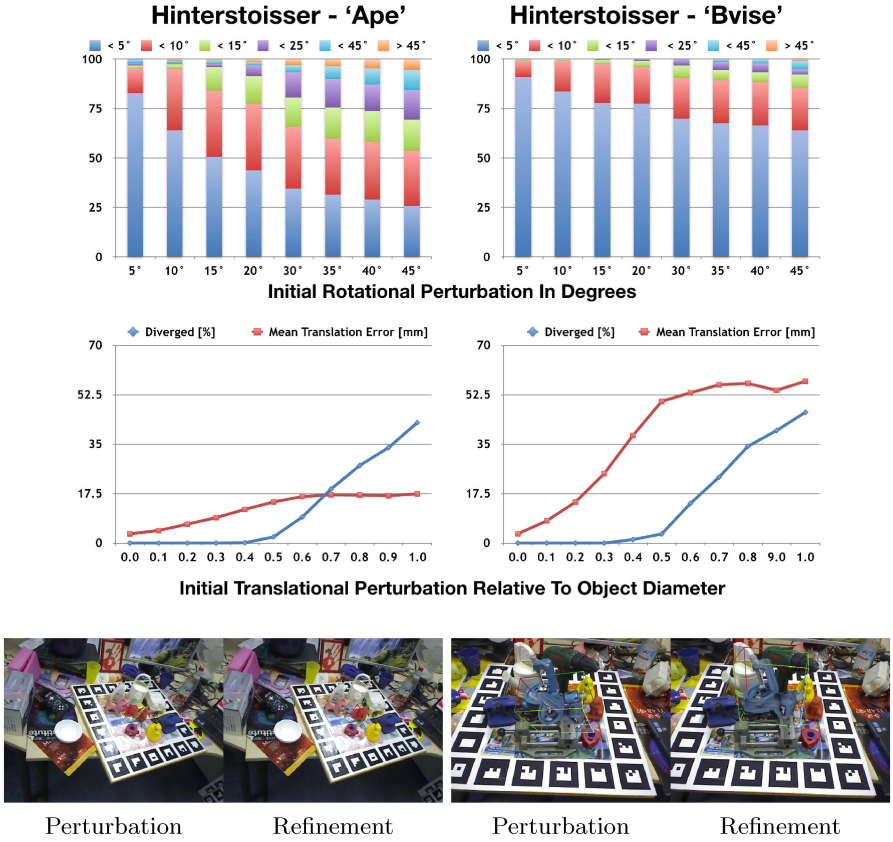 Hinterstoisser - ‘Ape’
Hinterstoisser - ‘Bvise’
< 5° < 10° < 15° < 25° < 45° > 45°
< 5° < 10° < 15° < 25° < 45° > 45°
100
75
50
25
0
5° 10° 15° 20° 30° 35° 40° 45°
100
75
50
25
0
5° 10° 15° 20° 30° 35° 40° 45°
Initial Rotational Perturbation In Degrees
Diverged [%] Mean Translation Error [mm]
70
52.5
35
17.5
0
0.0 0.1 0.2 0.3 0.4 0.5 0.6 0.7 0.8 0.9 1.0
Diverged [%] Mean Translation Error [mm]
70
52.5
35
17.5
0
0.0 0.1 0.2 0.3 0.4 0.5 0.6 0.7 0.8 9.0 1.0
Initial Translational Perturbation Relative To Object Diameter
Perturbation Refinement
Perturbation Refinement